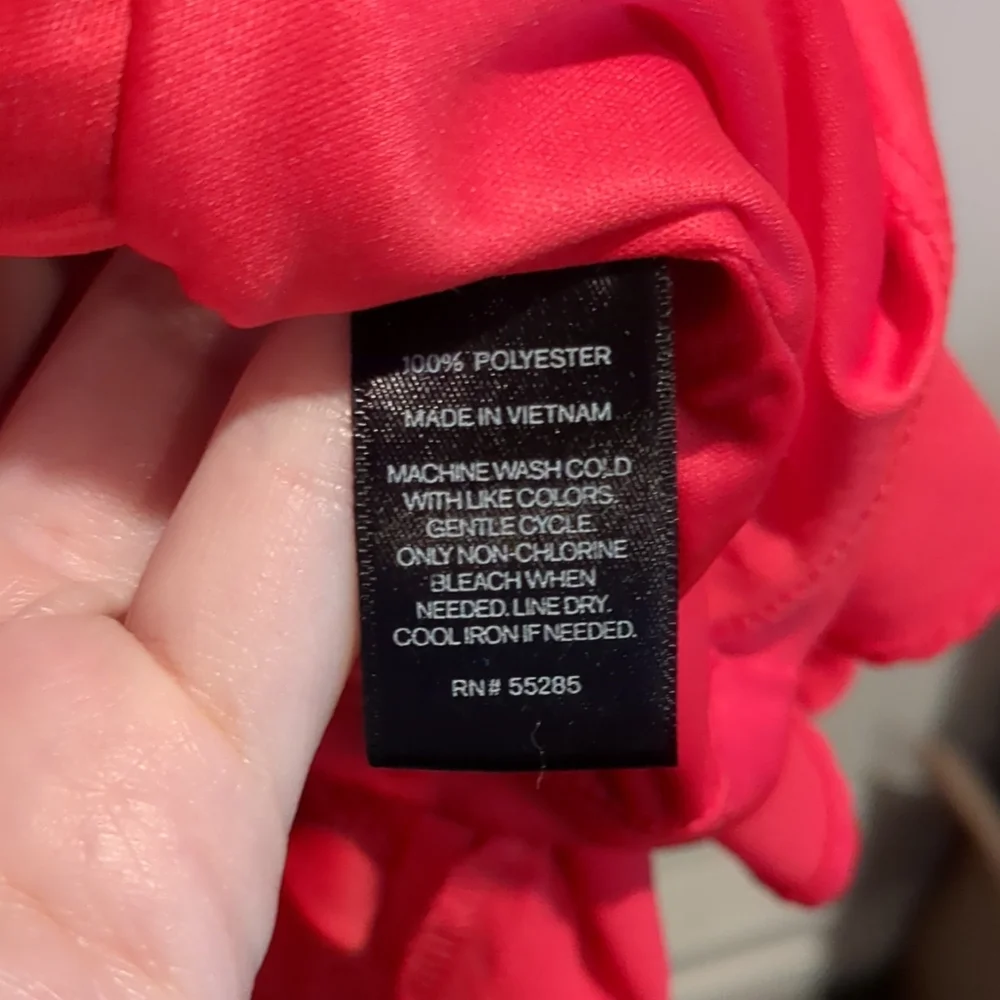 100% POLYESTER
MADE IN VIETNAM
MACHINE WASH COLD
WITH LIKE COLORS.
GENTLE CYCLE.
ONLY NON-CHLORINE
BLEACH WHEN
NEEDED. LINE DRY.
COOL IRON IF NEEDED.
RN# 55285